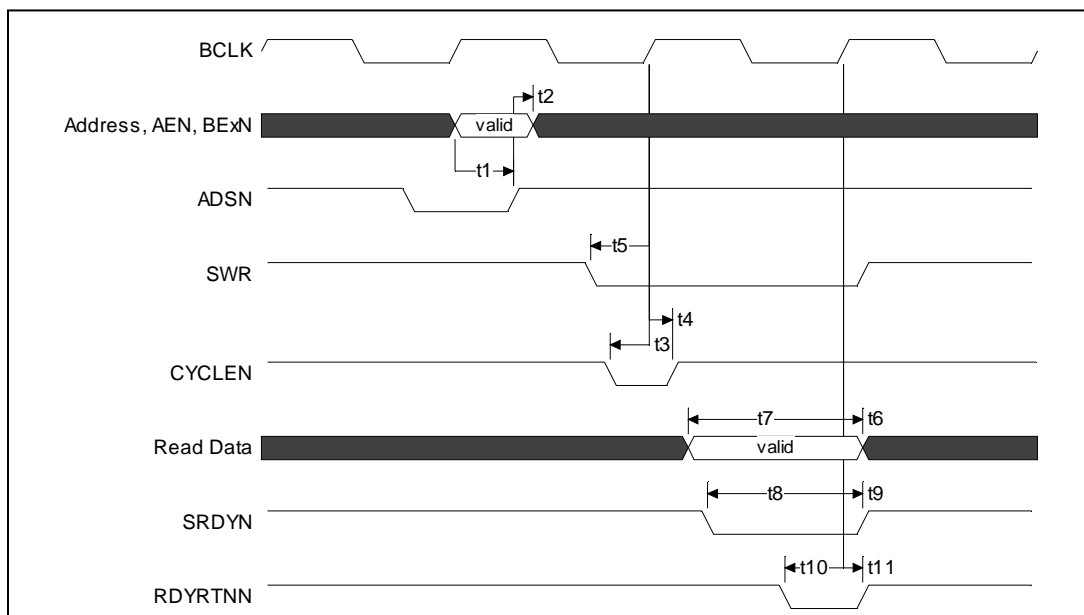 BCLK
t2
Address, AEN, BExN
valid
t1
ADSN
t5
SWR
t4
t3
CYCLEN
t7
t6
Read Data
valid
t8
t9
SRDYN
t10
t11
RDYRTNN